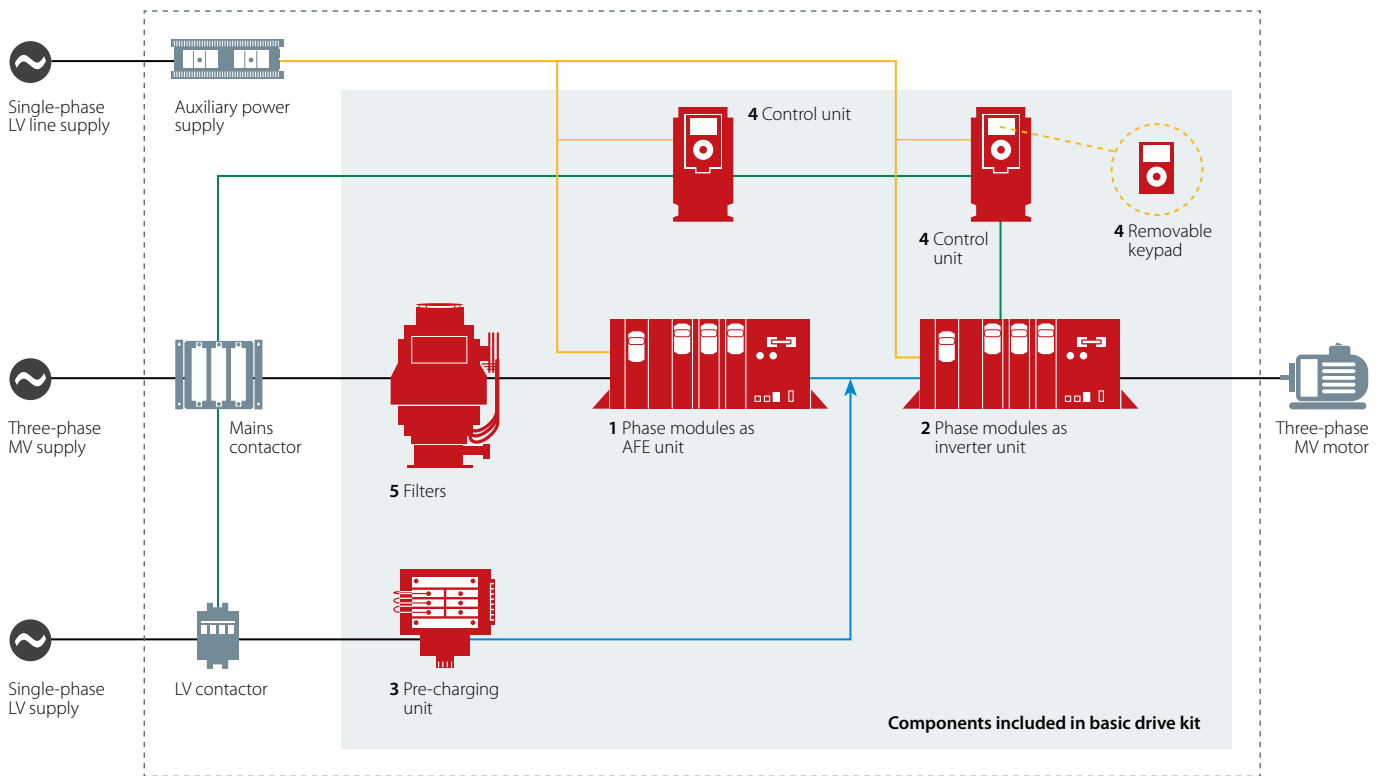 Single-phase
LV line supply
Auxiliary power
supply
4 Control unit
4 Control
unit
4 Removable
keypad
Three-phase
MV supply
Mains
contactor
5 Filters
1 Phase modules as
AFE unit
2 Phase modules as
inverter unit
Three-phase
MV motor
Single-phase
LV supply
LV contactor
3 Pre-charging
unit
Components included in basic drive kit